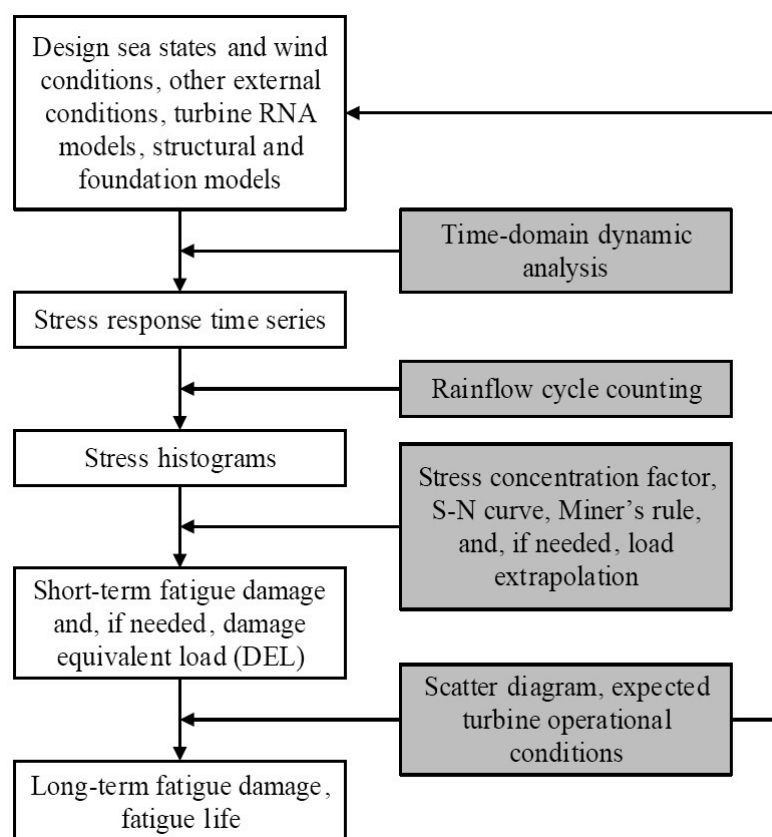 Design sea states and wind
conditions, other external
conditions, turbine RNA
models, structural and
foundation models
Time-domain dynamic
analysis
Stress response time series
Rainflow cycle counting
Stress histograms
Stress concentration factor,
S-N curve, Miner’s rule,
and, if needed, load
extrapolation
Short-term fatigue damage
and, if needed, damage
equivalent load (DEL)
Scatter diagram, expected
turbine operational
conditions
Long-term fatigue damage,
fatigue life